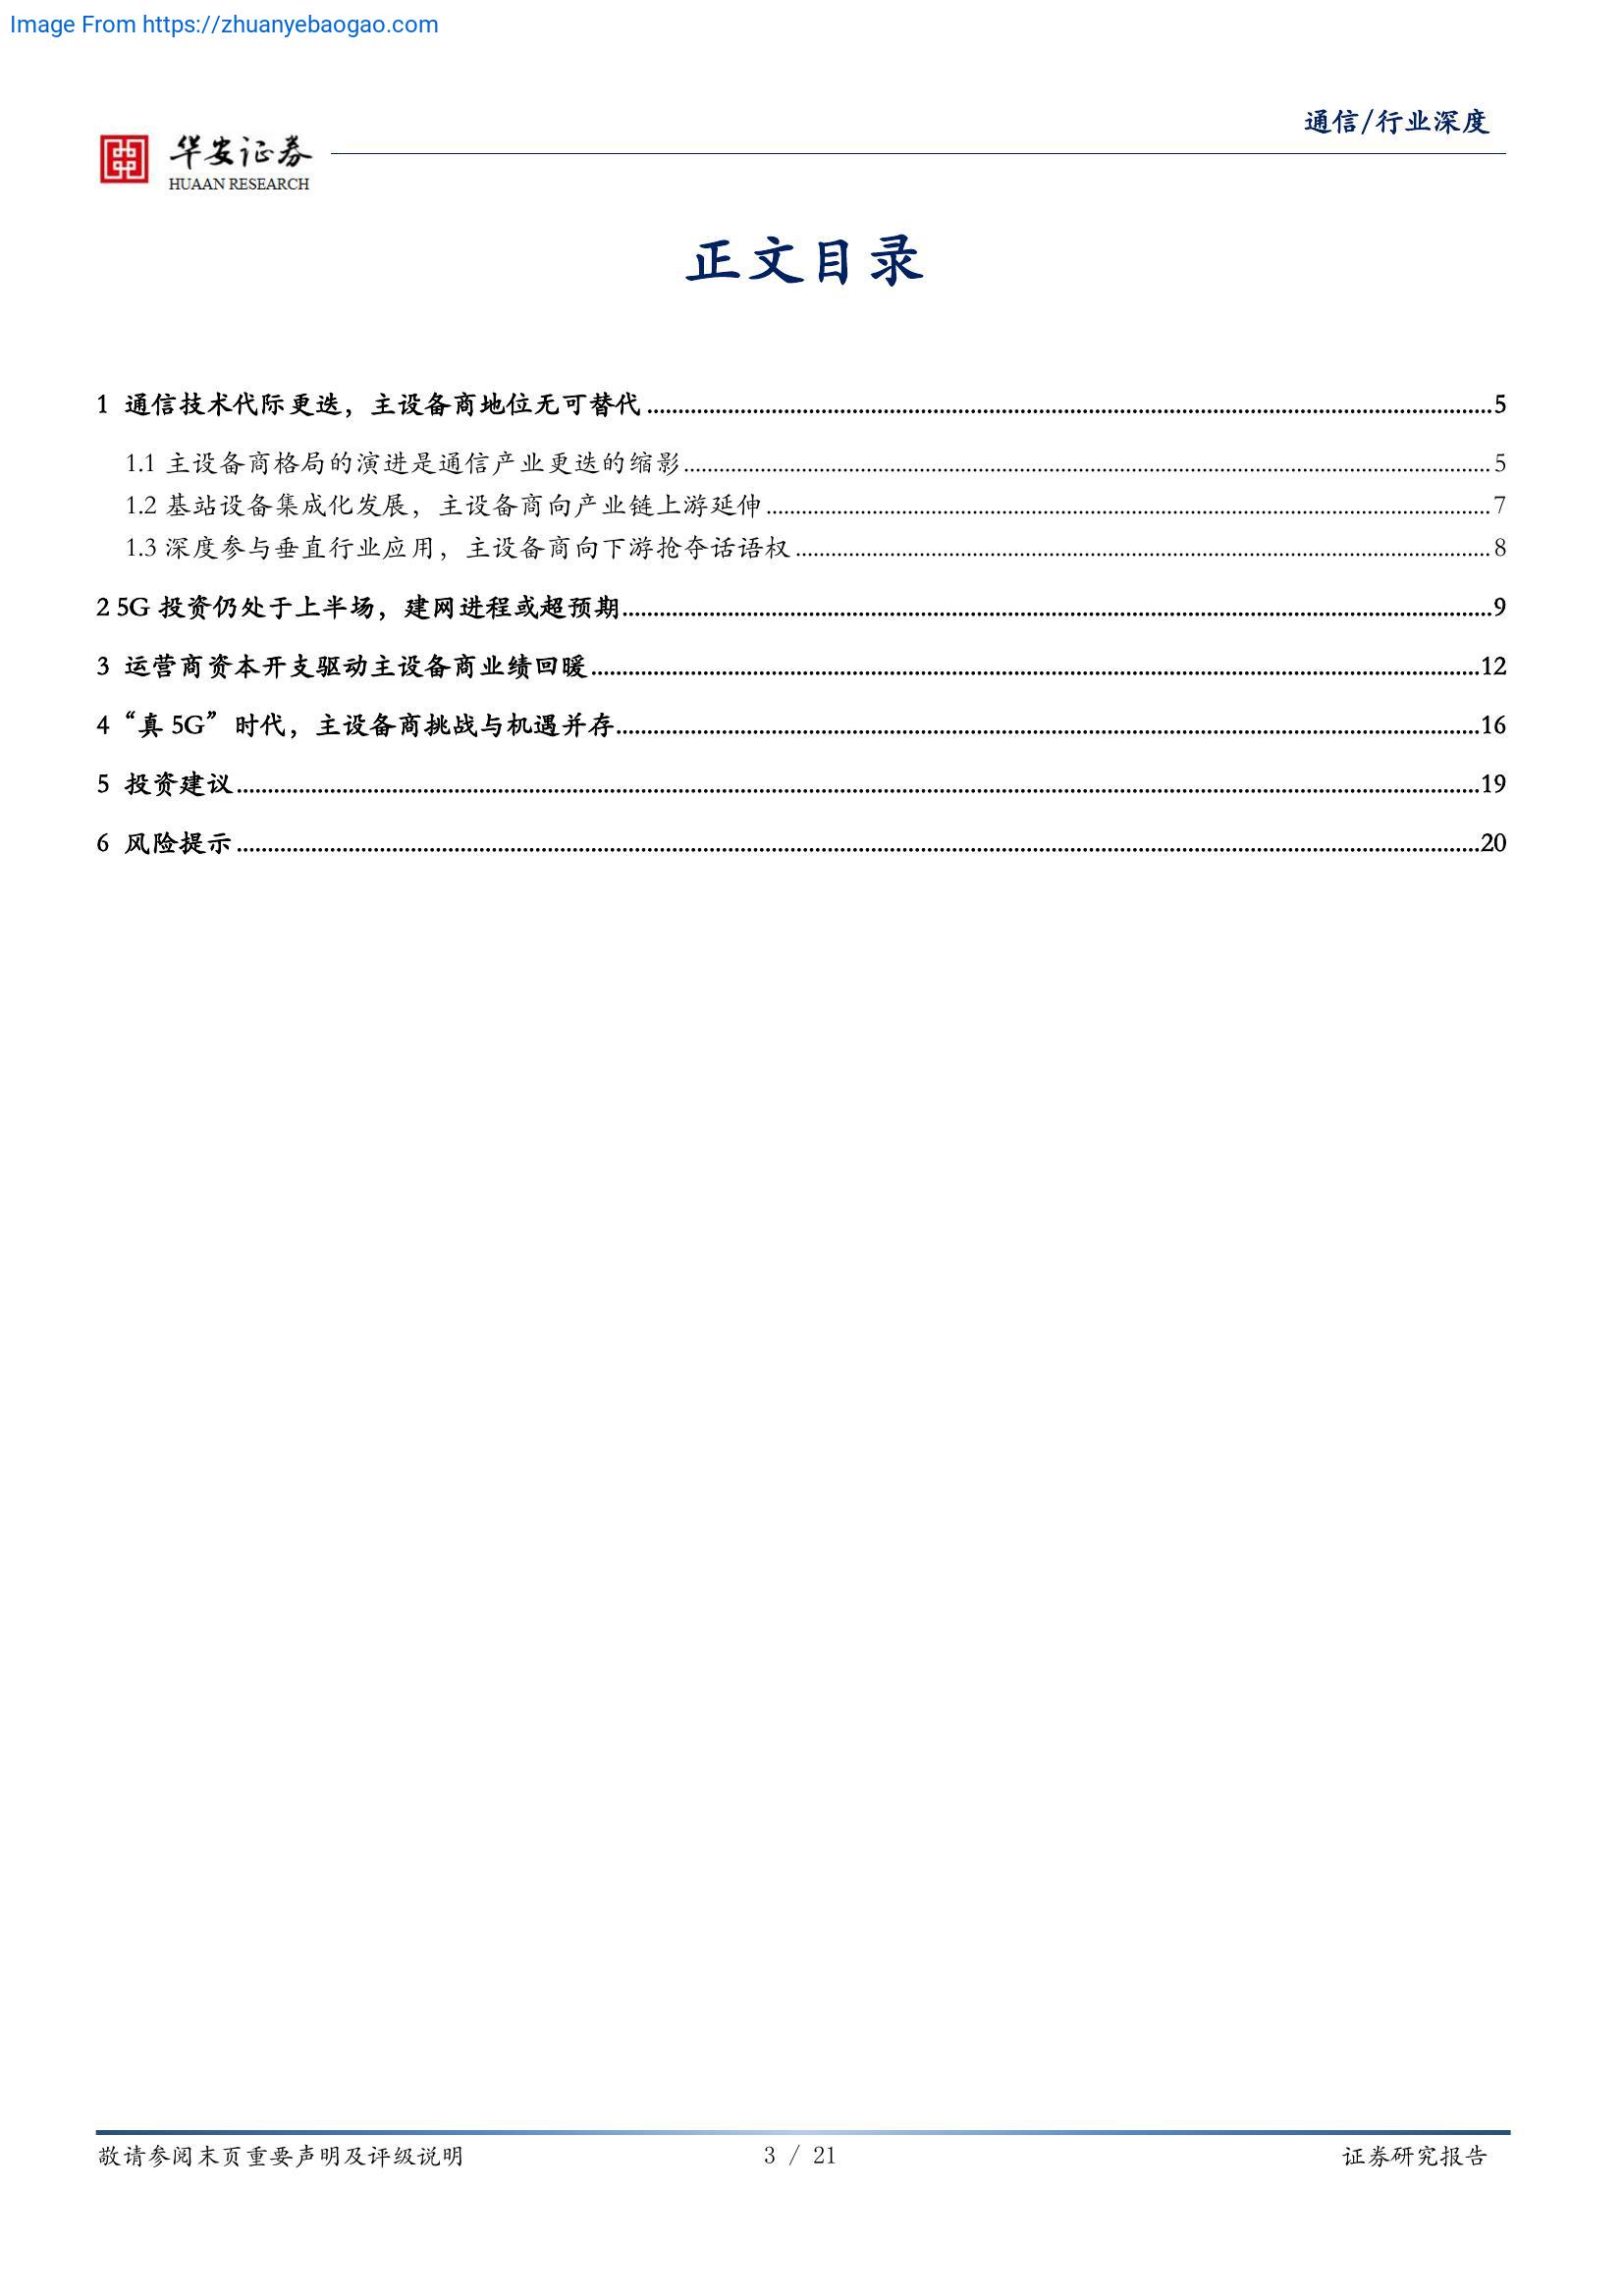 Image From https://zhuanyebaogao.com
通信/行业深度
华安证券
HUAAN RESEARCH
正文目录
1 通信技术代际更迭，主设备商地位无可替代 ........ 5
1.1 主设备商格局的演进是通信产业更迭的缩影 ........ 5
1.2 基站设备集成化发展，主设备商向产业链上游延伸 ........ 7
1.3 深度参与垂直行业应用，主设备商向下游抢夺话语权 ........ 8
2 5G 投资仍处于上半场，建网进程或超预期 ........ 9
3 运营商资本开支驱动主设备商业绩回暖 ........ 12
4 “真 5G”时代，主设备商挑战与机遇并存 ........ 16
5 投资建议 ........ 19
6 风险提示 ........ 20
敬请参阅末页重要声明及评级说明
3 / 21
证券研究报告